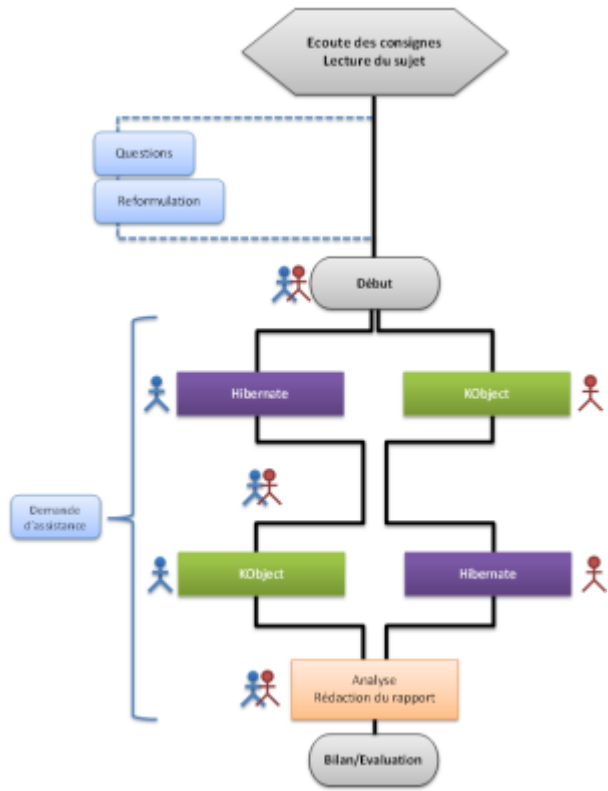 Ecoute des consignes
Lecture du sujet
Questions
Reformulation
Début
Hibernate
KObject
Demande
d'assistance
KObject
Hibernate
Analyse
Rédaction du rapport
Bilan/Evaluation